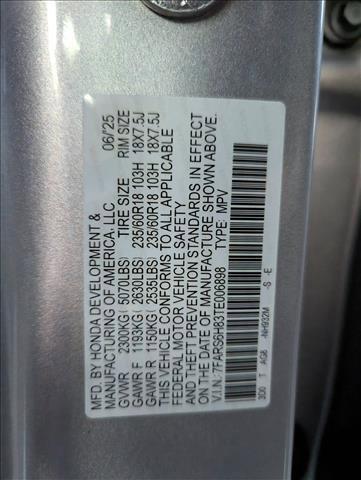 MFD. BY HONDA DEVELOPMENT & 06/'25
MANUFACTURING OF AMERICA, LLC
TIRE SIZE RIM SIZE
GVWR 2300KG ( 5070LBS)
GAWR F 1193KG ( 2630LBS) 235/60R18 103H 18X7.5J
GAWR R 1150KG ( 2535LBS) 235/60R18 103H 18X7.5J
THIS VEHICLE CONFORMS TO ALL APPLICABLE
FEDERAL MOTOR VEHICLE SAFETY
AND THEFT PREVENTION STANDARDS IN EFFECT
ON THE DATE OF MANUFACTURE SHOWN ABOVE.
V.I.N.: 7FARS6H83TE006898 TYPE: MPV
3D0 T AG8 -NH932M -S -E